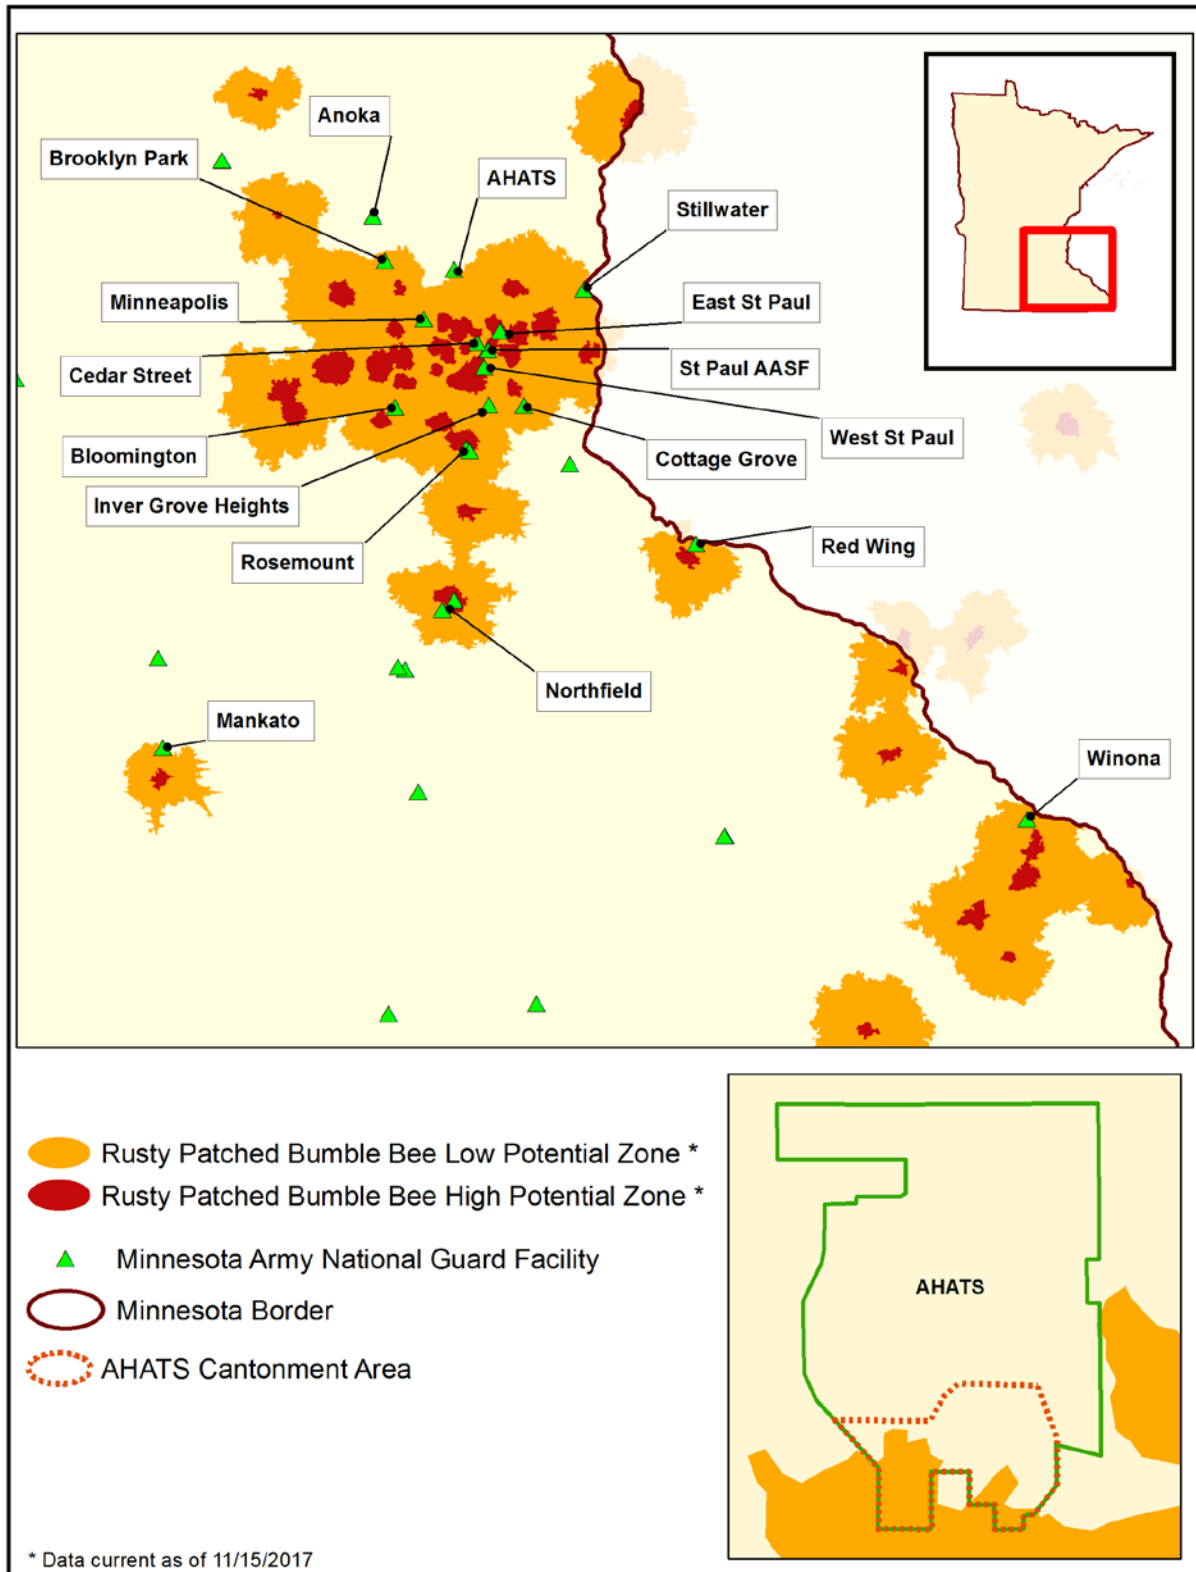 Anoka
Brooklyn Park
AHATS
Stillwater
Minneapolis
East St Paul
Cedar Street
St Paul AASF
Bloomington
West St Paul
Cottage Grove
Inver Grove Heights
Rosemount
Red Wing
Northfield
Mankato
Winona
Rusty Patched Bumble Bee Low Potential Zone *
Rusty Patched Bumble Bee High Potential Zone *
Minnesota Army National Guard Facility
Minnesota Border
AHATS Cantonment Area
AHATS
* Data current as of 11/15/2017